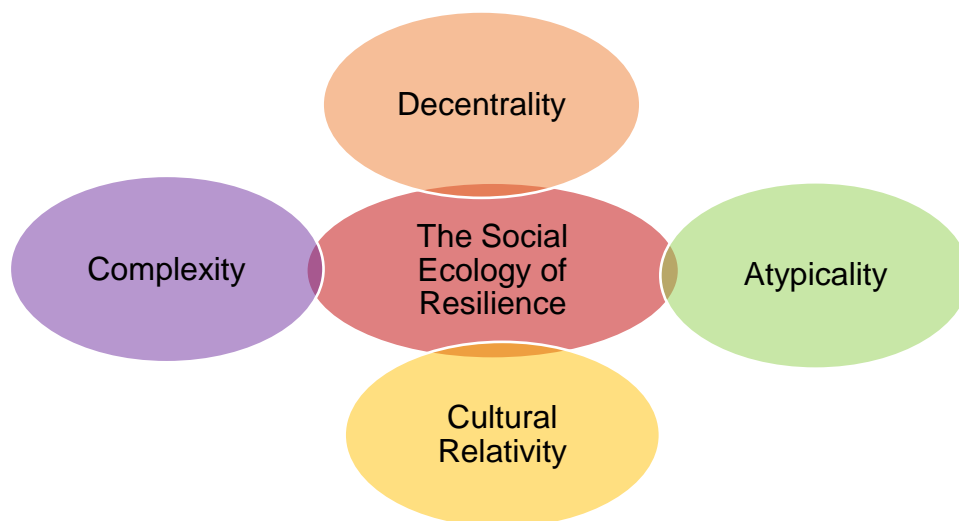 Decentrality
Complexity
The Social
Ecology of
Resilience
Atypicality
Cultural
Relativity